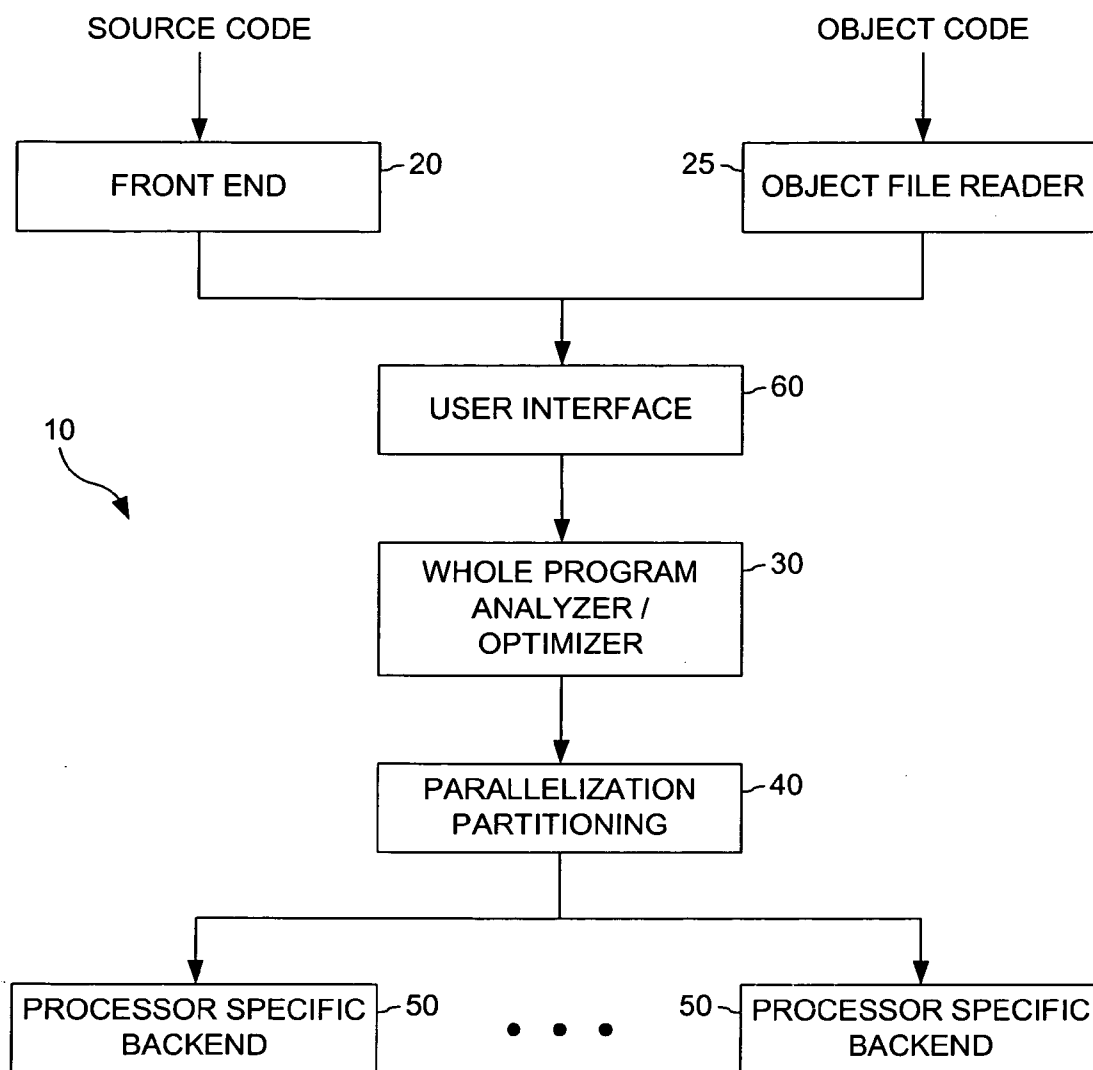 SOURCE CODE
OBJECT CODE
FRONT END
20
25
OBJECT FILE READER
USER INTERFACE
60
10
WHOLE PROGRAM
ANALYZER /
OPTIMIZER
30
PARALLELIZATION
PARTITIONING
40
PROCESSOR SPECIFIC
BACKEND
50
50
PROCESSOR SPECIFIC
BACKEND